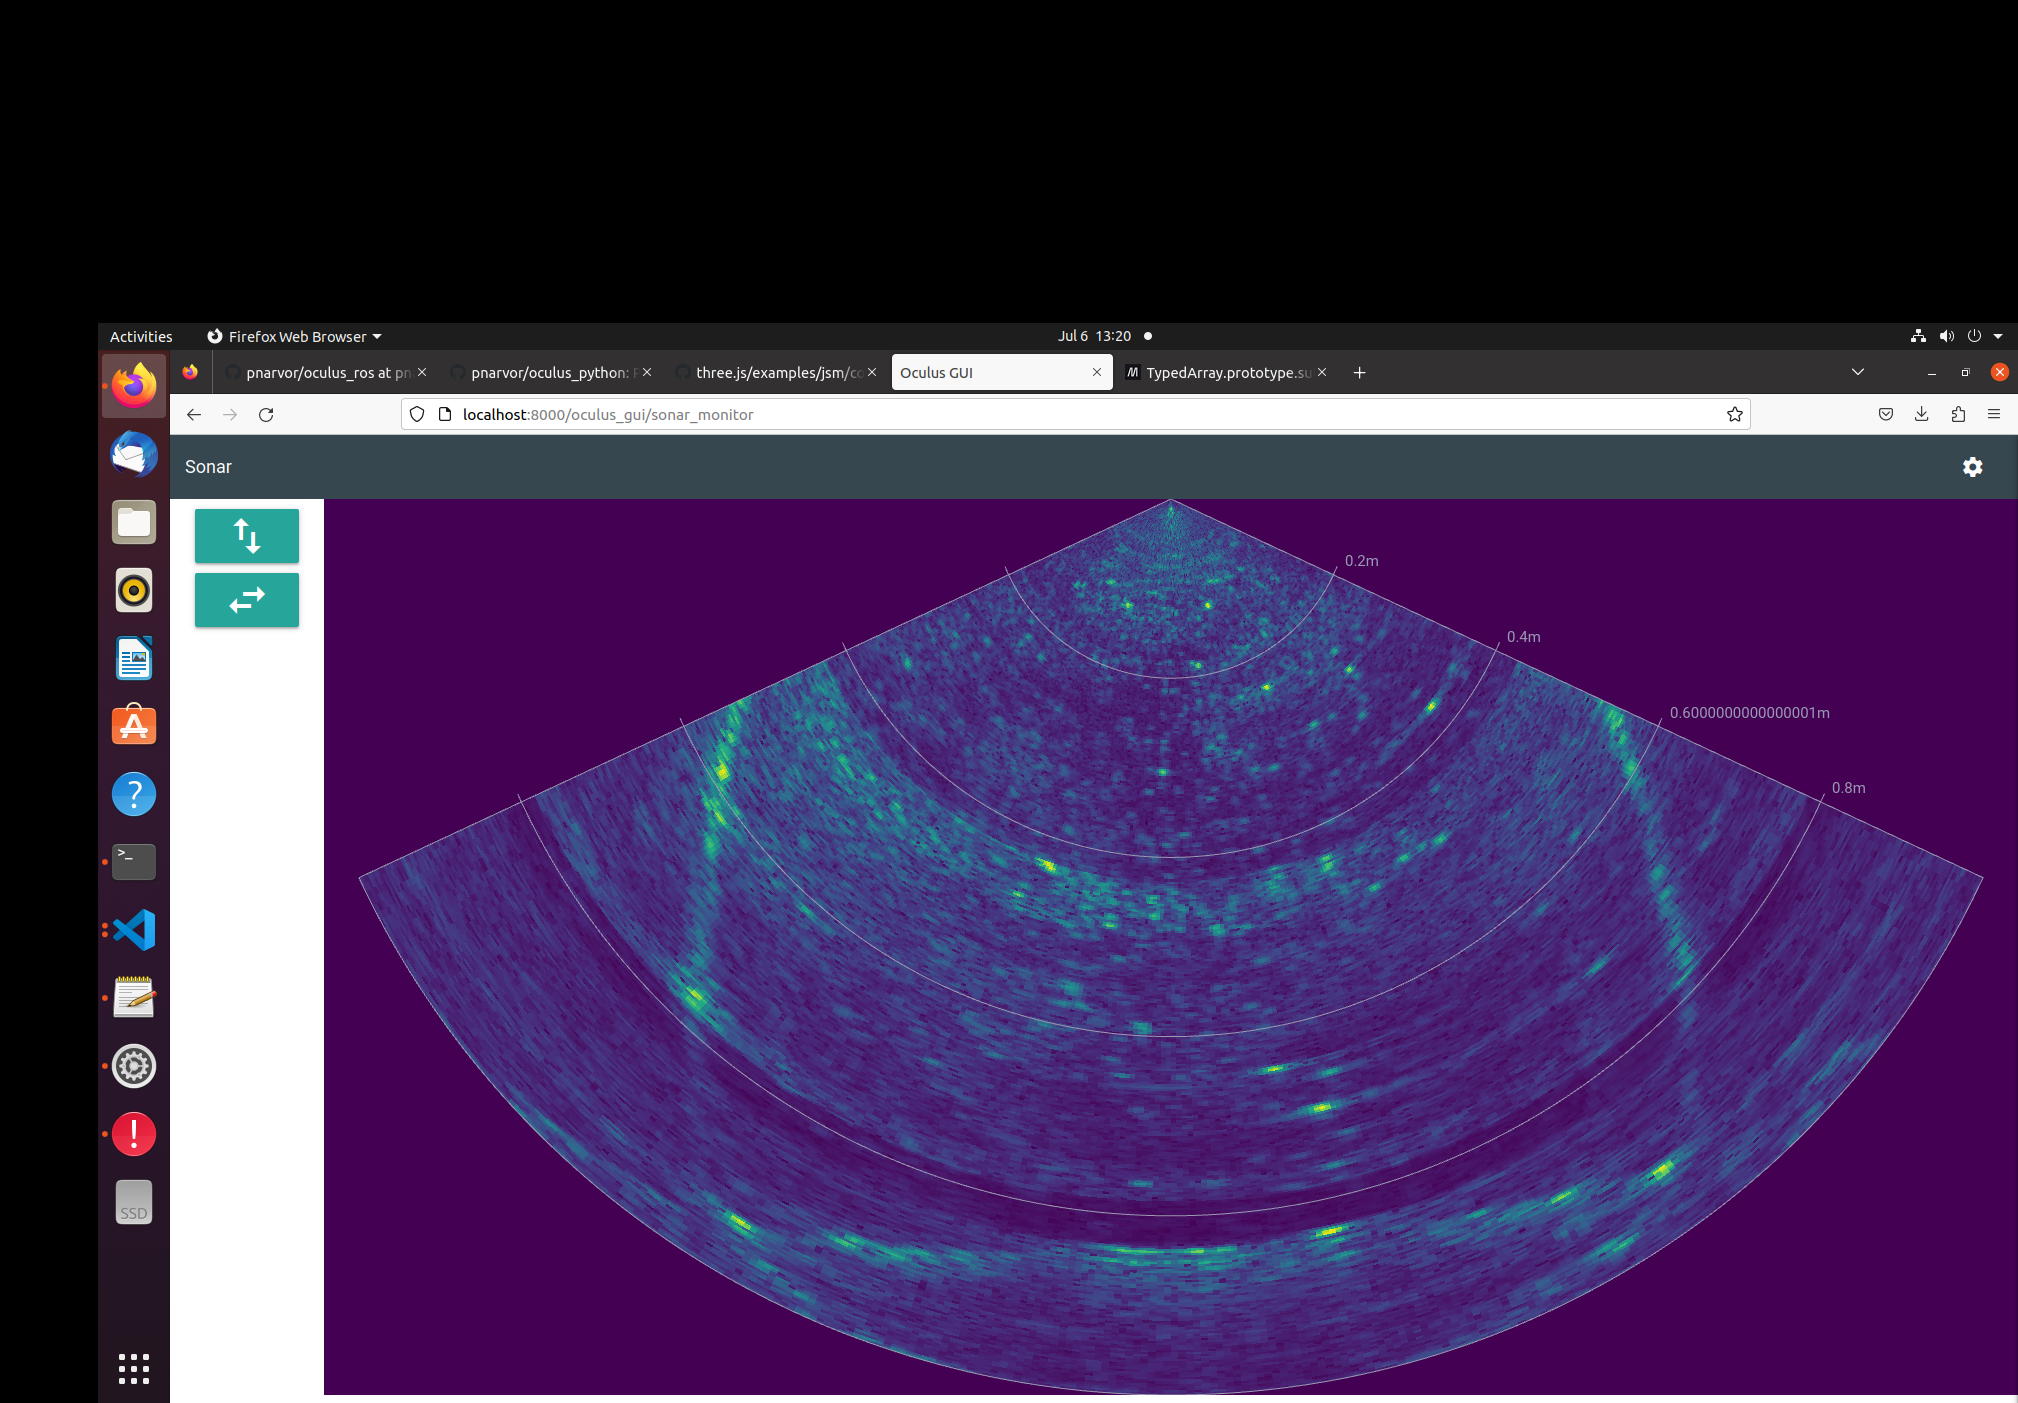 Activities Firefox Web Browser Jul 6 13:20
pnarvor/oculus_ros at pn pnarvor/oculus_python: P three.js/examples/jsm/co Oculus GUI TypedArray.prototype.su
localhost:8000/oculus_gui/sonar_monitor
Sonar
0.2m
0.4m
0.6000000000000001m
0.8m
>_
SSD